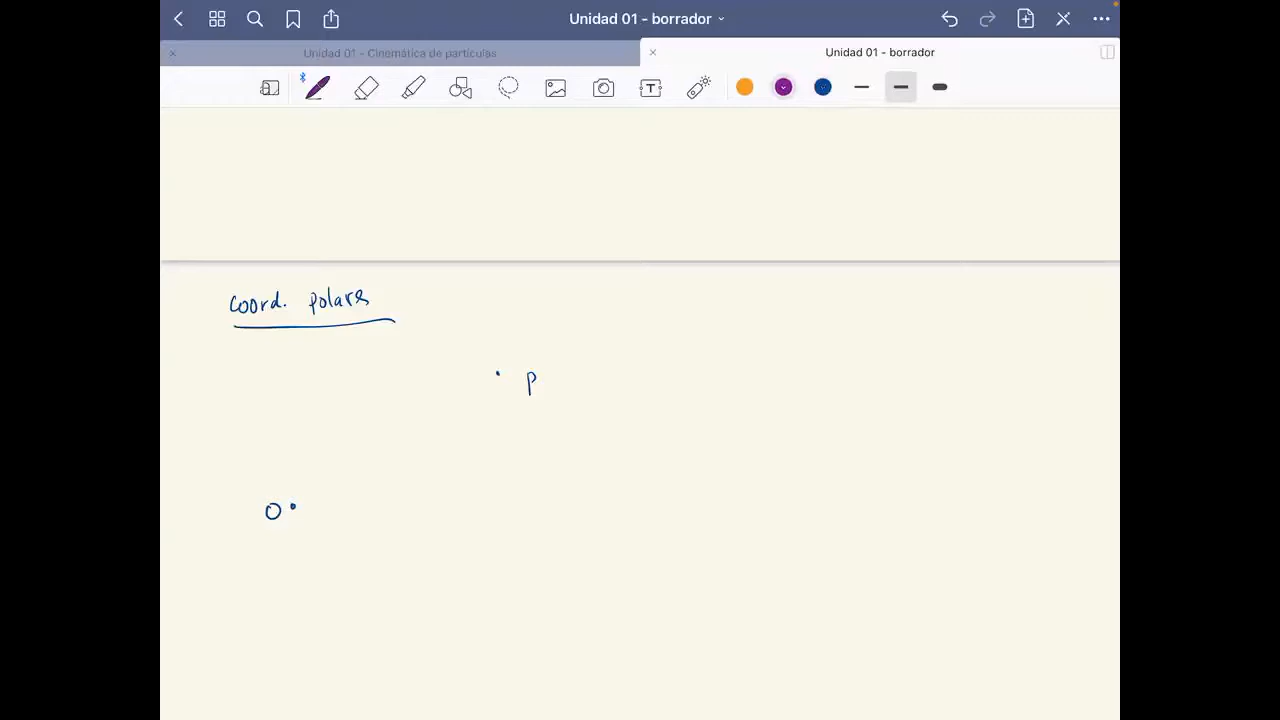 Unidad 01 - borrador
Unidad 01 - Cinemática de partículas
Unidad 01 - borrador
T
Coord. polares
P
O